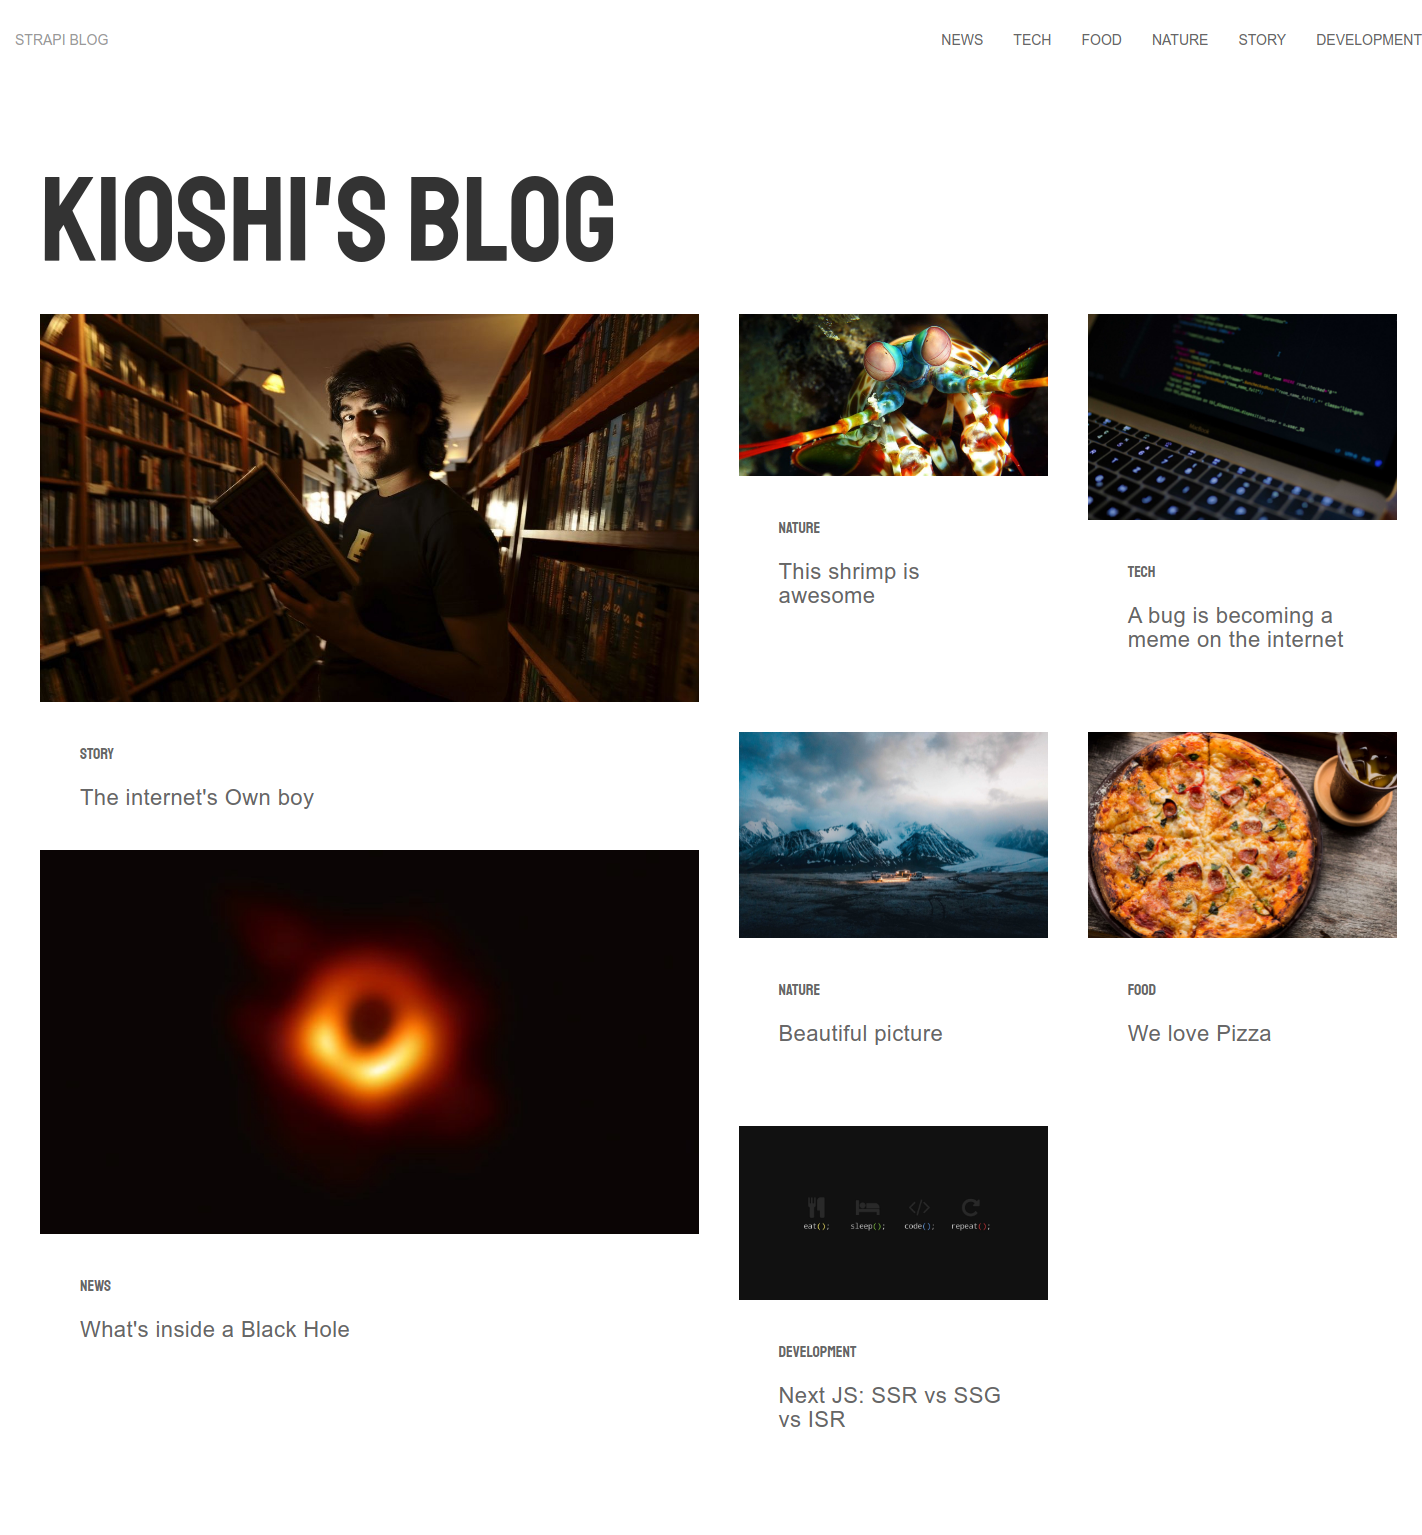 STRAPI BLOG
NEWS TECH FOOD NATURE STORY DEVELOPMENT
KIOSHI'S BLOG
STORY
The internet's Own boy
NEWS
What's inside a Black Hole
NATURE
This shrimp is
awesome
TECH
A bug is becoming a
meme on the internet
NATURE
Beautiful picture
FOOD
We love Pizza
eat(); sleep(); code(); repeat();
DEVELOPMENT
Next JS: SSR vs SSG
vs ISR